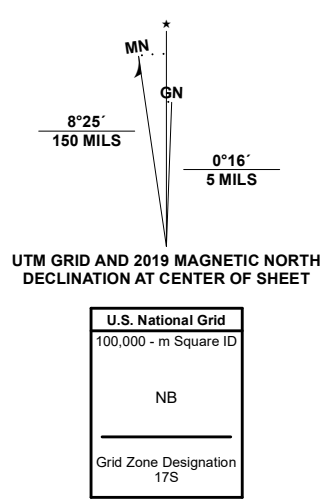 ★
MN
GN
8°25´
150 MILS
0°16´
5 MILS
UTM GRID AND 2019 MAGNETIC NORTH
DECLINATION AT CENTER OF SHEET
U.S. National Grid
100,000 - m Square ID
NB
Grid Zone Designation
17S